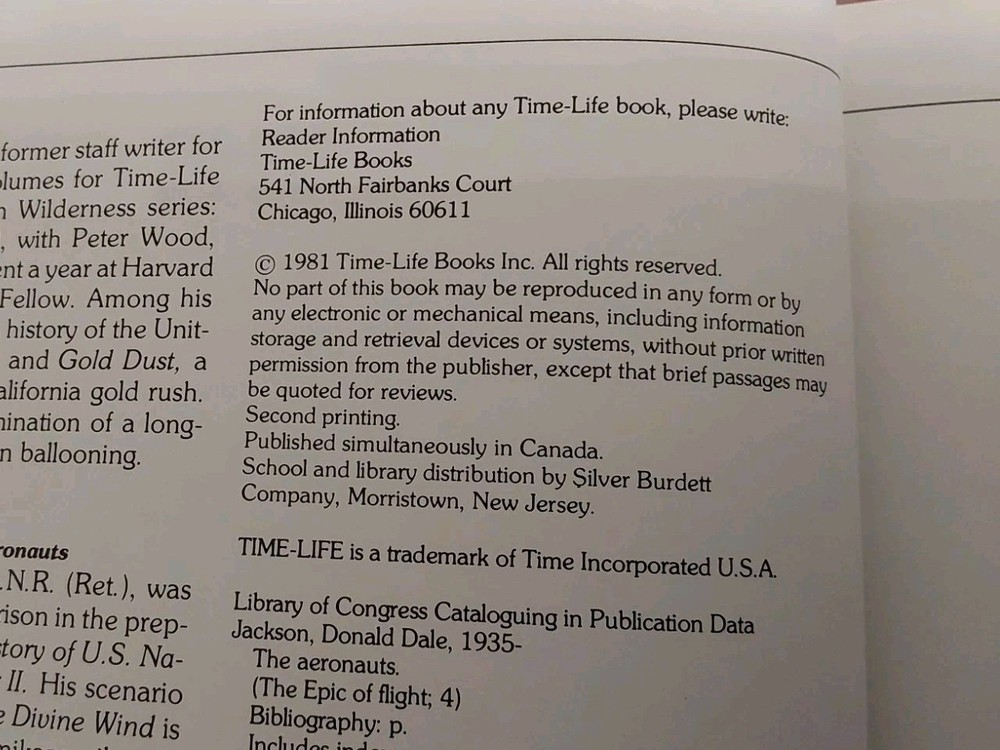 former staff writer for
olumes for Time-Life
n Wilderness series:
, with Peter Wood,
ent a year at Harvard
Fellow. Among his
history of the Unit-
and Gold Dust, a
alifornia gold rush.
nination of a long-
n ballooning.
ronauts
.N.R. (Ret.), was
rison in the prep-
story of U.S. Na-
II. His scenario
e Divine Wind is
For information about any Time-Life book, please write:
Reader Information
Time-Life Books
541 North Fairbanks Court
Chicago, Illinois 60611
© 1981 Time-Life Books Inc. All rights reserved.
No part of this book may be reproduced in any form or by
any electronic or mechanical means, including information
storage and retrieval devices or systems, without prior written
permission from the publisher, except that brief passages may
be quoted for reviews.
Second printing.
Published simultaneously in Canada.
School and library distribution by Silver Burdett
Company, Morristown, New Jersey.
TIME-LIFE is a trademark of Time Incorporated U.S.A.
Library of Congress Cataloguing in Publication Data
Jackson, Donald Dale, 1935-
The aeronauts.
(The Epic of flight; 4)
Bibliography: p.
Includes